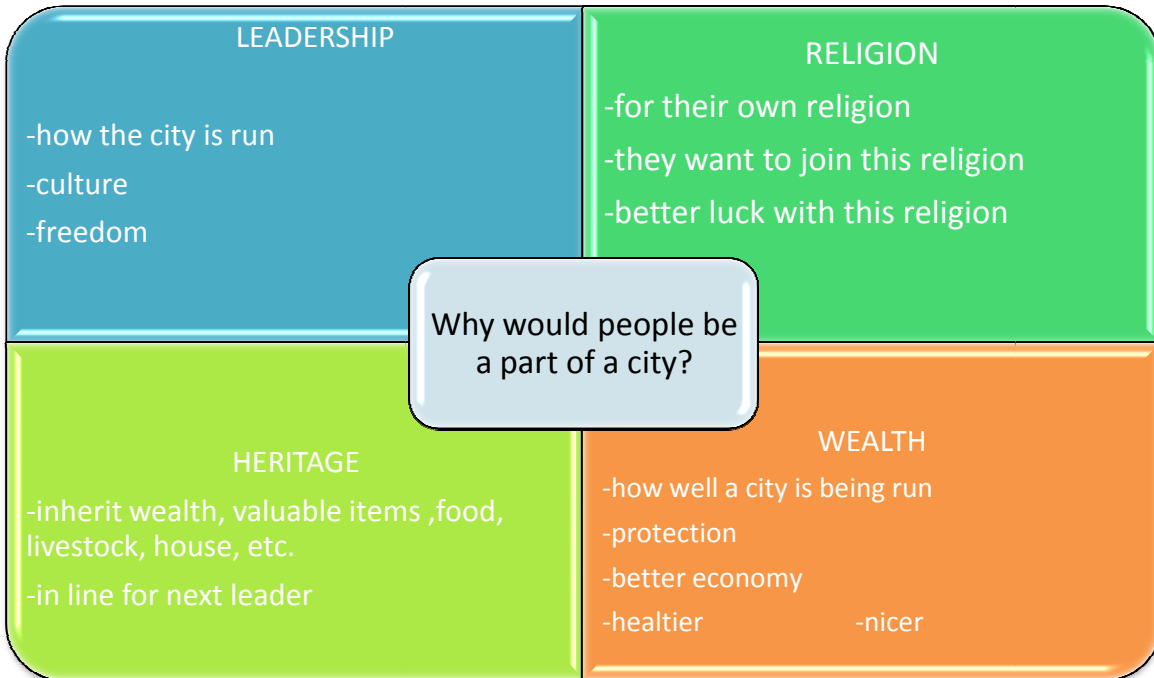 LEADERSHIP
-how the city is run
-culture
-freedom
RELIGION
-for their own religion
-they want to join this religion
-better luck with this religion
Why would people be
a part of a city?
HERITAGE
-inherit wealth, valuable items ,food,
livestock, house, etc.
-in line for next leader
WEALTH
-how well a city is being run
-protection
-better economy
-healtier -nicer